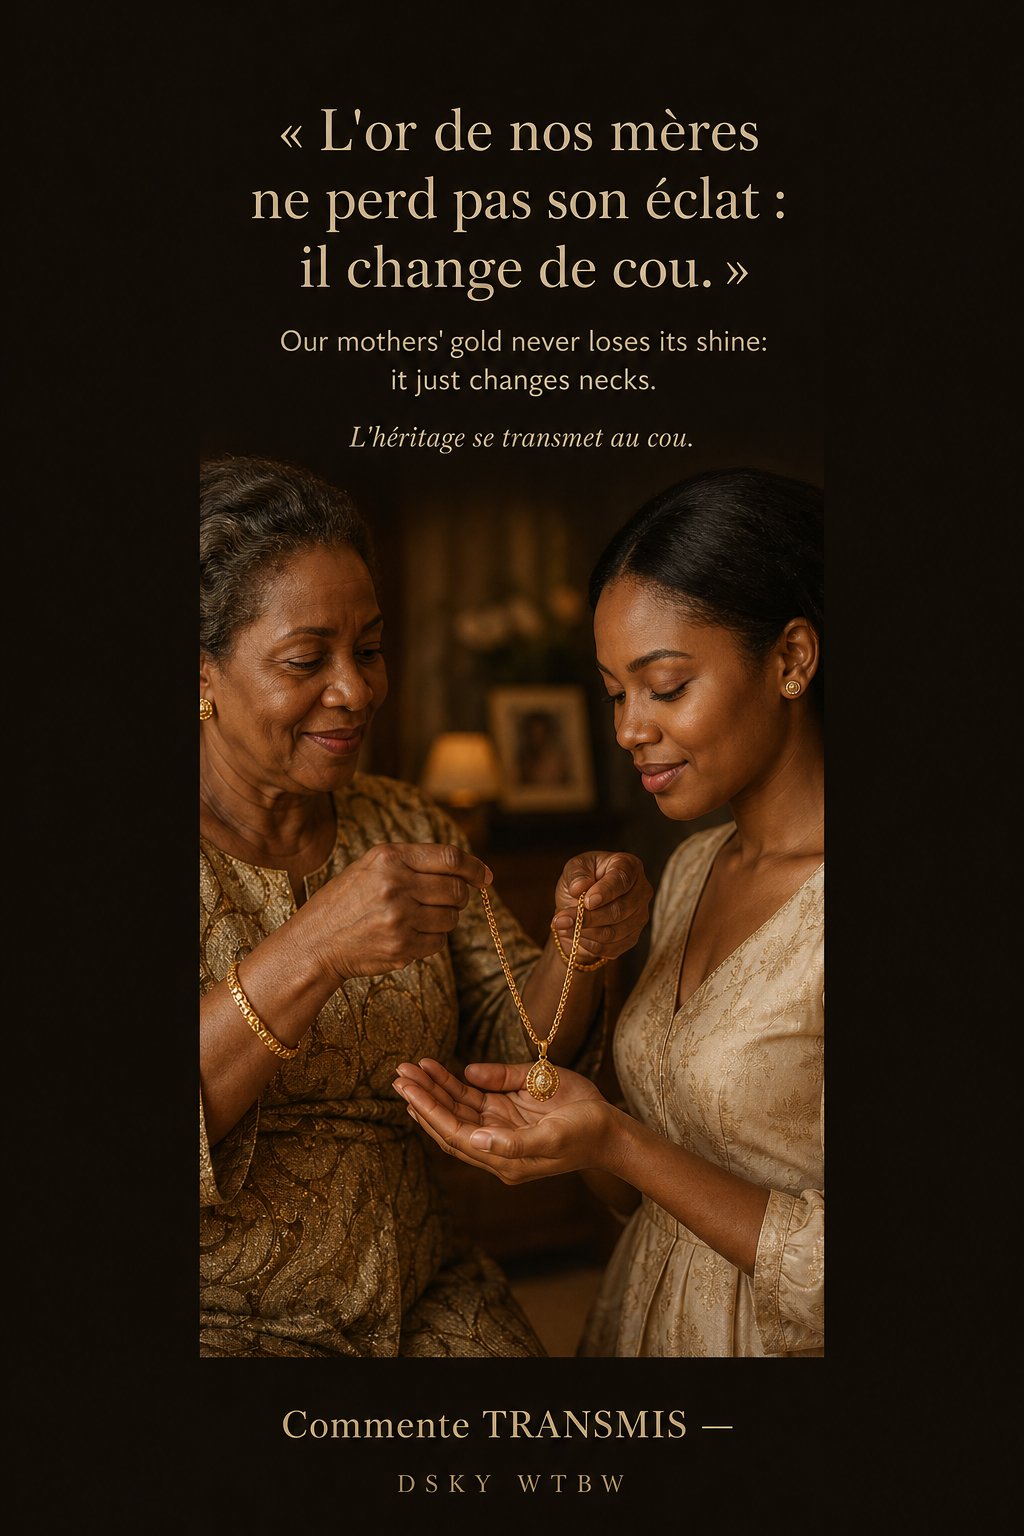 « L'or de nos mères
ne perd pas son éclat :
il change de cou. »
Our mothers' gold never loses its shine:
it just changes necks.
L'héritage se transmet au cou.
Commente TRANSMIS —
DSKY WTBW